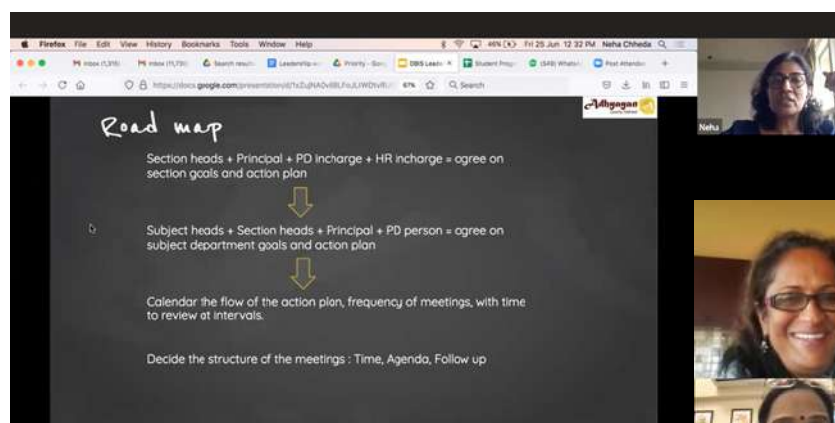 Firefox File Edit View History Bookmarks Tools Window Help
46% Fri 25 Jun 12 32 PM Neha Chheda
Search
67%
Road map
Adhyayan
Neha
Section heads + Principal + PD incharge + HR incharge = agree on
section goals and action plan
Subject heads + Section heads + Principal + PD person = agree on
subject department goals and action plan
Calendar the flow of the action plan, frequency of meetings, with time
to review at intervals.
Decide the structure of the meetings : Time, Agenda, Follow up